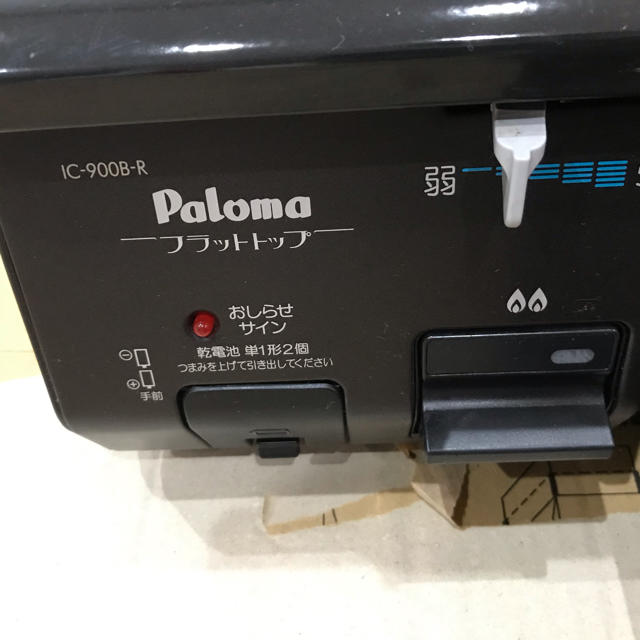 IC-900B-R
Paloma
フラットトップ
弱
おしらせ
サイン
乾電池 単1形2個
つまみを上げて引き出してください
⊖
⊕
手前